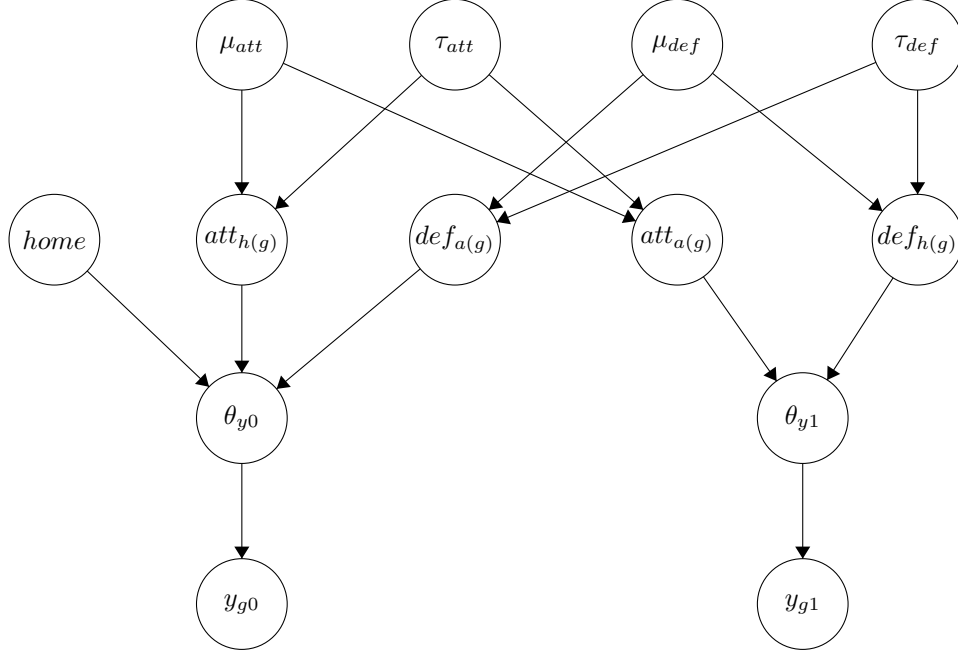 μ_att τ_att μ_def τ_def
home att_h(g) def_a(g) att_a(g) def_h(g)
θ_y0 θ_y1
y_g0 y_g1